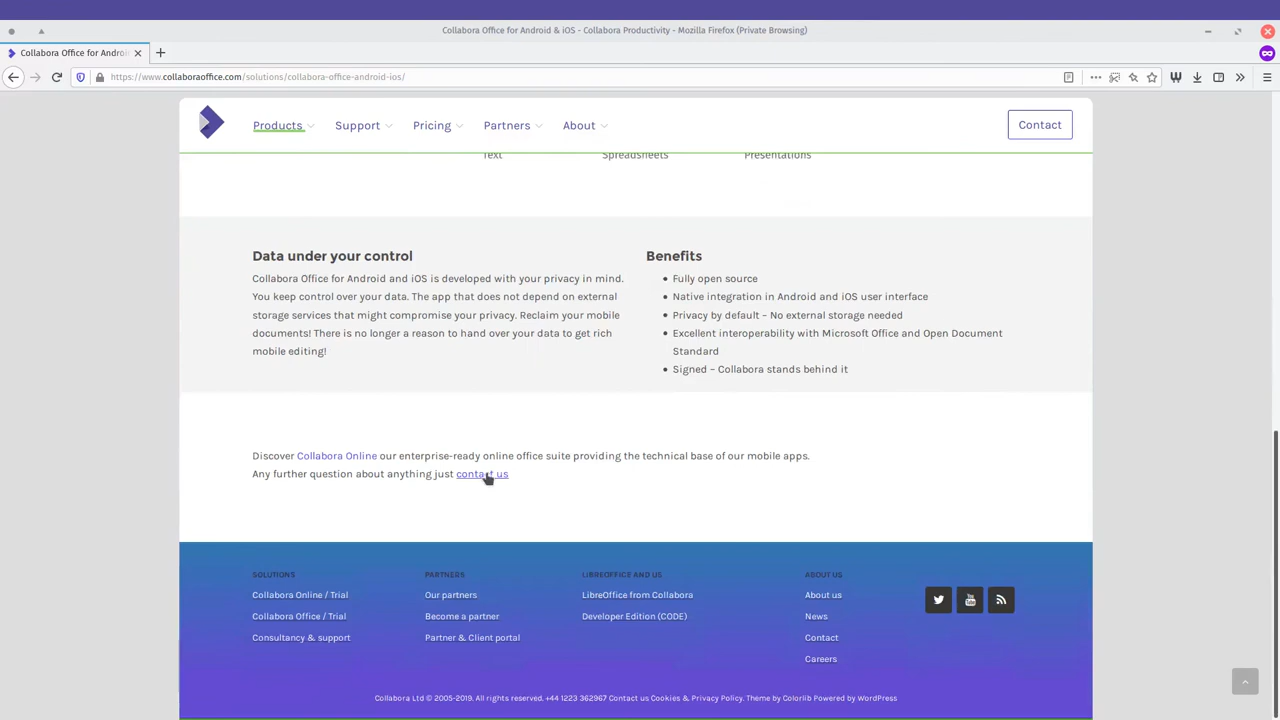 Collabora Office for Android & iOS - Collabora Productivity - Mozilla Firefox (Private Browsing)
Collabora Office for Androi
https://www.collaboraoffice.com/solutions/collabora-office-android-ios/
Products Support Pricing Partners About Contact
Text Spreadsheets Presentations
Data under your control
Collabora Office for Android and iOS is developed with your privacy in mind.
You keep control over your data. The app that does not depend on external
storage services that might compromise your privacy. Reclaim your mobile
documents! There is no longer a reason to hand over your data to get rich
mobile editing!
Benefits
Fully open source
Native integration in Android and iOS user interface
Privacy by default – No external storage needed
Excellent interoperability with Microsoft Office and Open Document
Standard
Signed – Collabora stands behind it
Discover Collabora Online our enterprise-ready online office suite providing the technical base of our mobile apps.
Any further question about anything just contact us
SOLUTIONS
Collabora Online / Trial
Collabora Office / Trial
Consultancy & support
PARTNERS
Our partners
Become a partner
Partner & Client portal
LIBREOFFICE AND US
LibreOffice from Collabora
Developer Edition (CODE)
ABOUT US
About us
News
Contact
Careers
Collabora Ltd © 2005-2019. All rights reserved. +44 1223 362967 Contact us Cookies & Privacy Policy. Theme by Colorlib Powered by WordPress